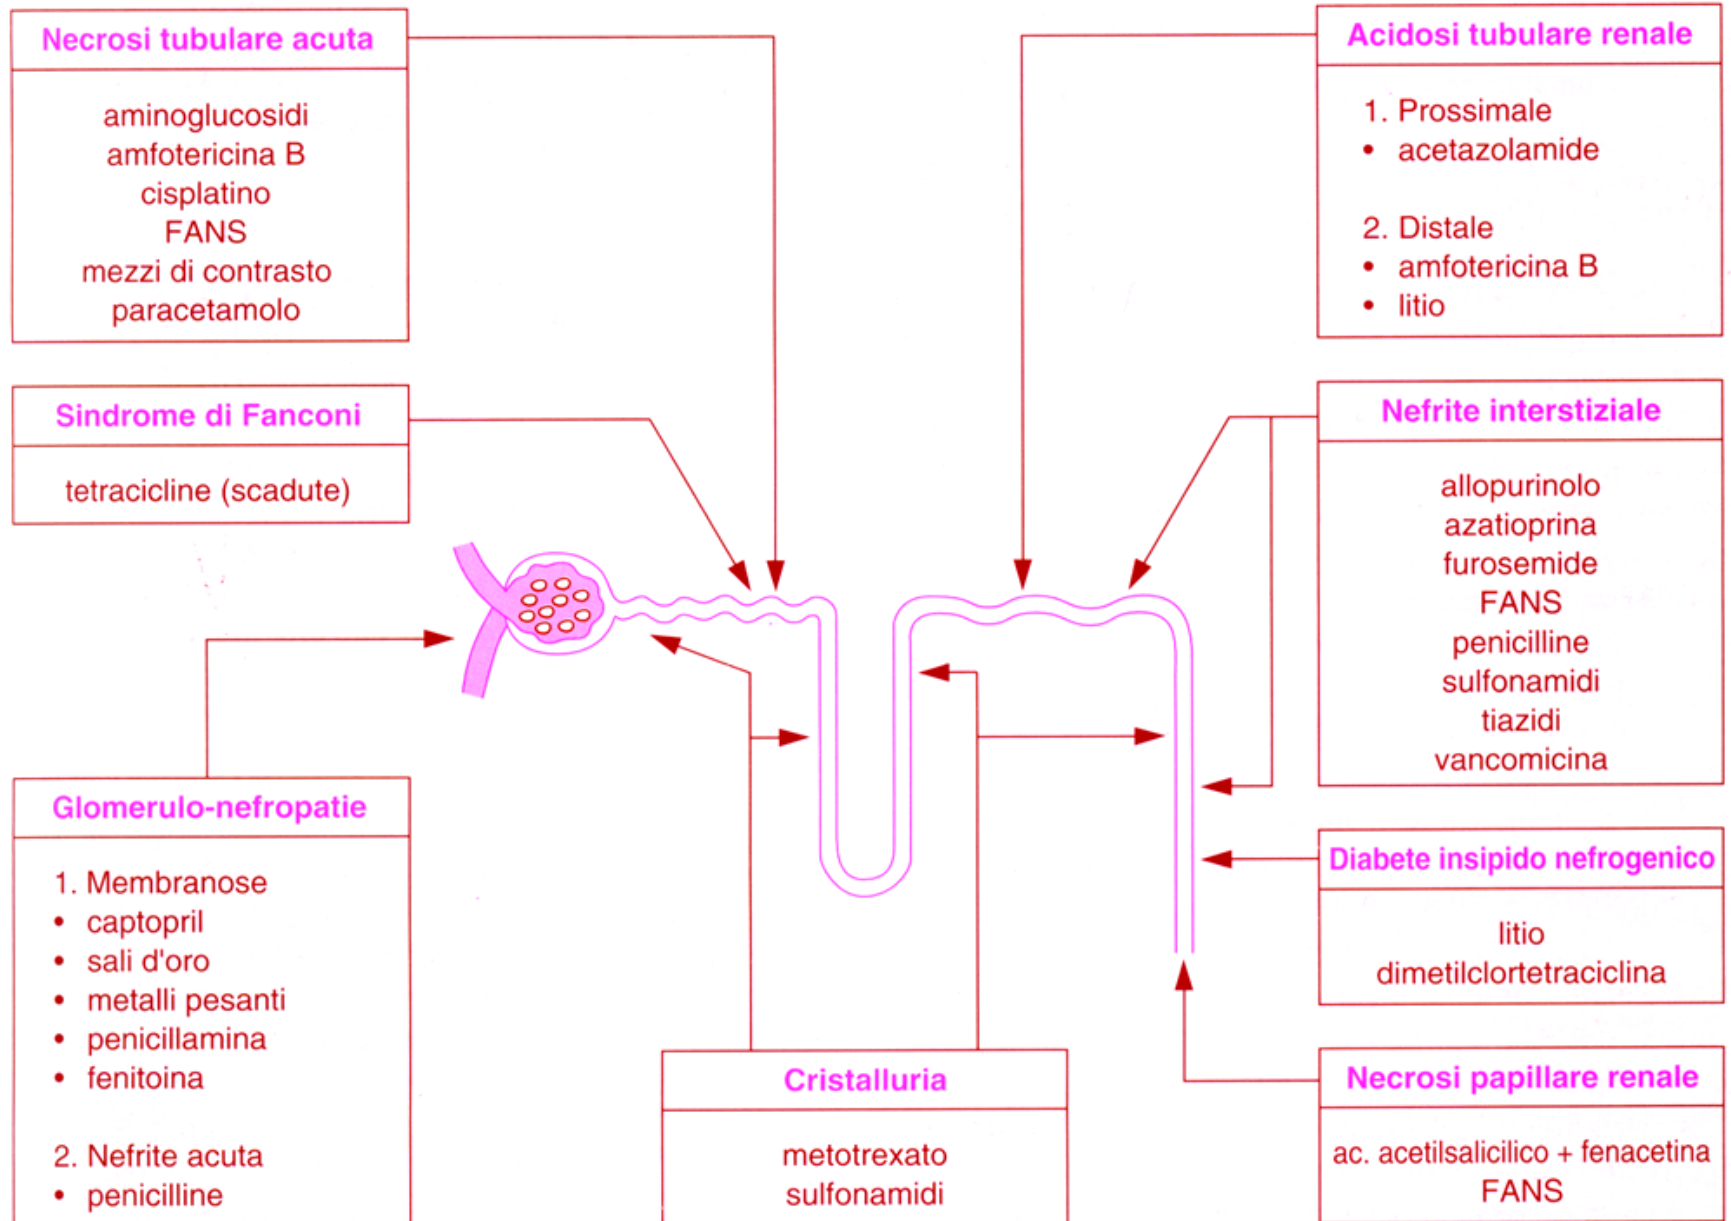 Necrosi tubulare acuta
aminoglucosidi
amfotericina B
cisplatino
FANS
mezzi di contrasto
paracetamolo
Sindrome di Fanconi
tetracicline (scadute)
Glomerulo-nefropatie
1. Membranose
• captopril
• sali d'oro
• metalli pesanti
• penicillamina
• fenitoina
2. Nefrite acuta
• penicilline
Cristalluria
metotrexato
sulfonamidi
Acidosi tubulare renale
1. Prossimale
• acetazolamide
2. Distale
• amfotericina B
• litio
Nefrite interstiziale
allopurinolo
azatioprina
furosemide
FANS
penicilline
sulfonamidi
tiazidi
vancomicina
Diabete insipido nefrogenico
litio
dimetilclortetraciclina
Necrosi papillare renale
ac. acetilsalicilico + fenacetina
FANS